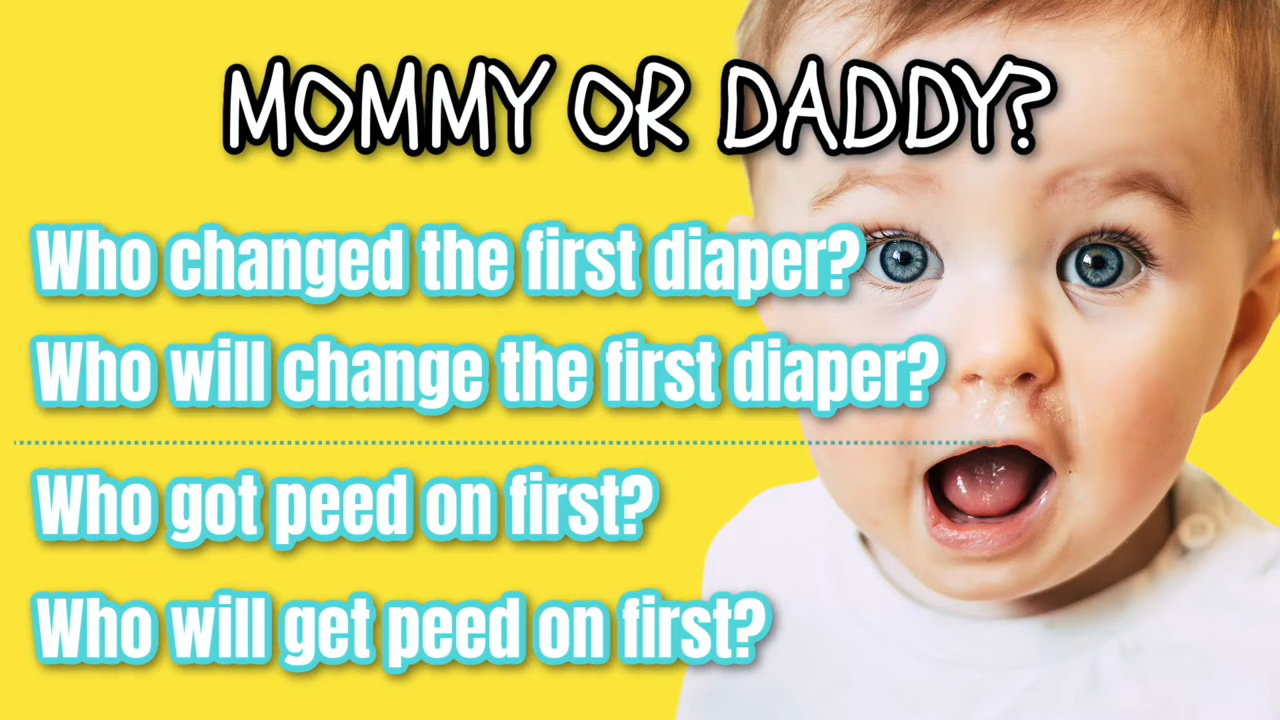 MOMMY OR DADDY?
Who changed the first diaper?
Who will change the first diaper?
Who got peed on first?
Who will get peed on first?